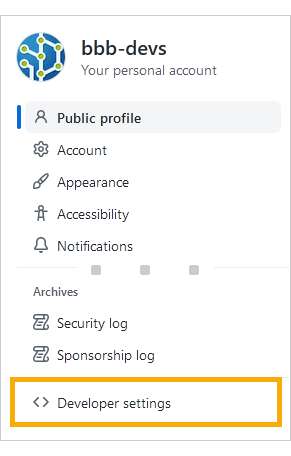 bbb-devs
Your personal account
Public profile
Account
Appearance
Accessibility
Notifications
Archives
Security log
Sponsorship log
Developer settings